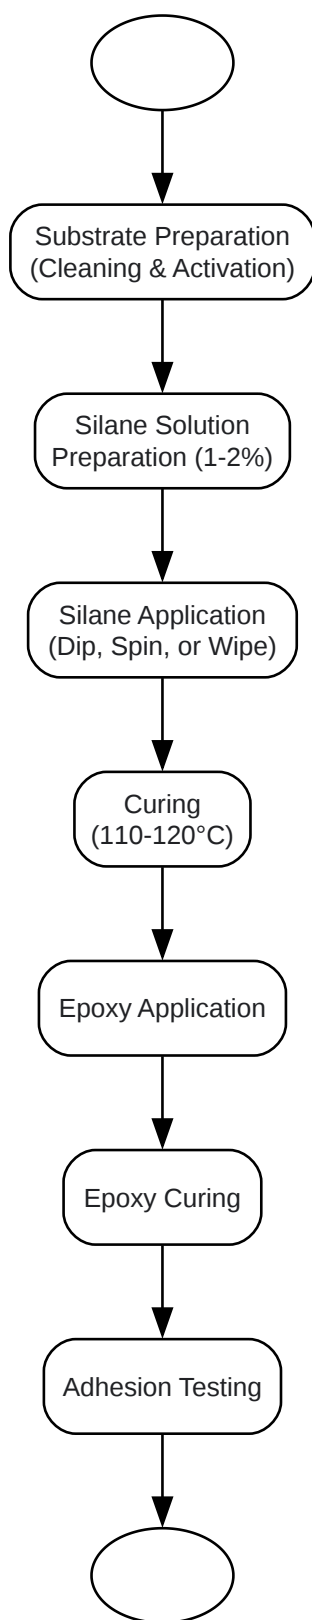 Substrate Preparation
(Cleaning & Activation)
Silane Solution
Preparation (1-2%)
Silane Application
(Dip, Spin, or Wipe)
Curing
(110-120°C)
Epoxy Application
Epoxy Curing
Adhesion Testing